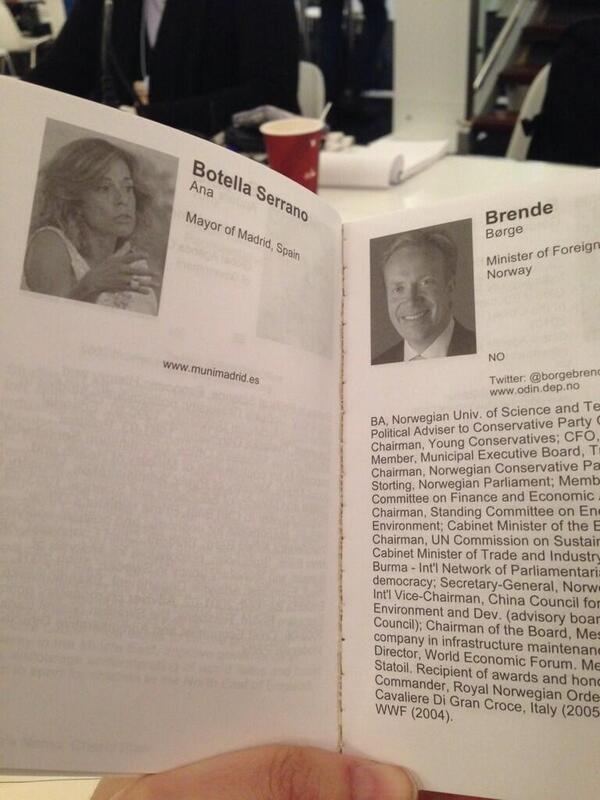 Botella Serrano
Ana
Mayor of Madrid, Spain
www.munimadrid.es
Brende
Børge
Minister of Foreign
Norway
NO
Twitter: @borgebrend
www.odin.dep.no
BA, Norwegian Univ. of Science and Te
Political Adviser to Conservative Party
Chairman, Young Conservatives; CFO,
Member, Municipal Executive Board, T
Chairman, Norwegian Conservative Pa
Storting, Norwegian Parliament; Memb
Committee on Finance and Economic
Chairman, Standing Committee on En
Environment; Cabinet Minister of the E
Chairman, UN Commission on Sustain
Cabinet Minister of Trade and Industry
Burma - Int'l Network of Parliamentari
democracy; Secretary-General, Norw
Int'l Vice-Chairman, China Council for
Environment and Dev. (advisory boar
Council); Chairman of the Board, Mes
company in infrastructure maintenan
Director, World Economic Forum. Me
Statoil. Recipient of awards and hono
Commander, Royal Norwegian Orde
Cavaliere Di Gran Croce, Italy (2005
WWF (2004).